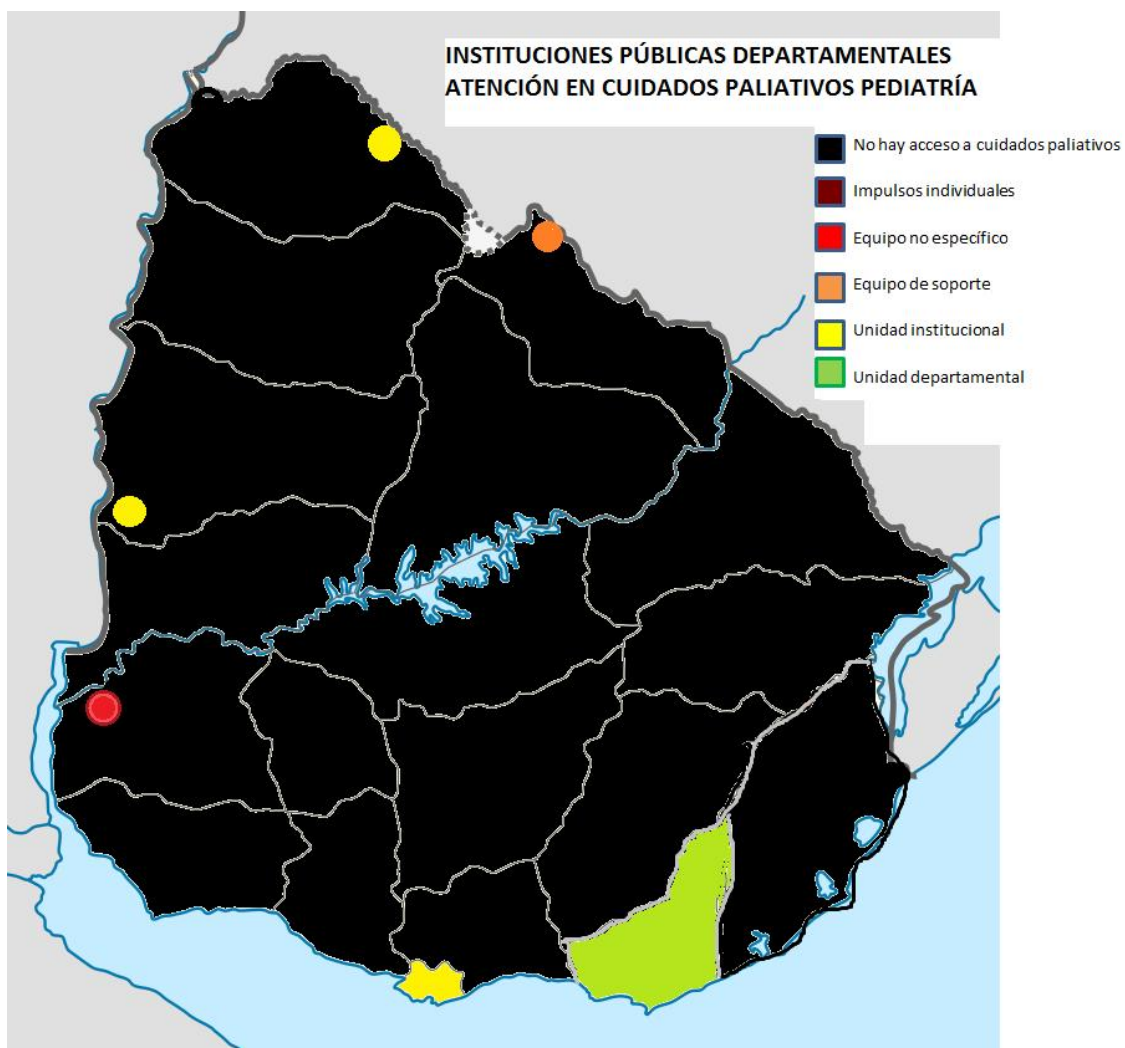 INSTITUCIONES PÚBLICAS DEPARTAMENTALES
ATENCIÓN EN CUIDADOS PALIATIVOS PEDIATRÍA
No hay acceso a cuidados paliativos
Impulsos individuales
Equipo no específico
Equipo de soporte
Unidad institucional
Unidad departamental